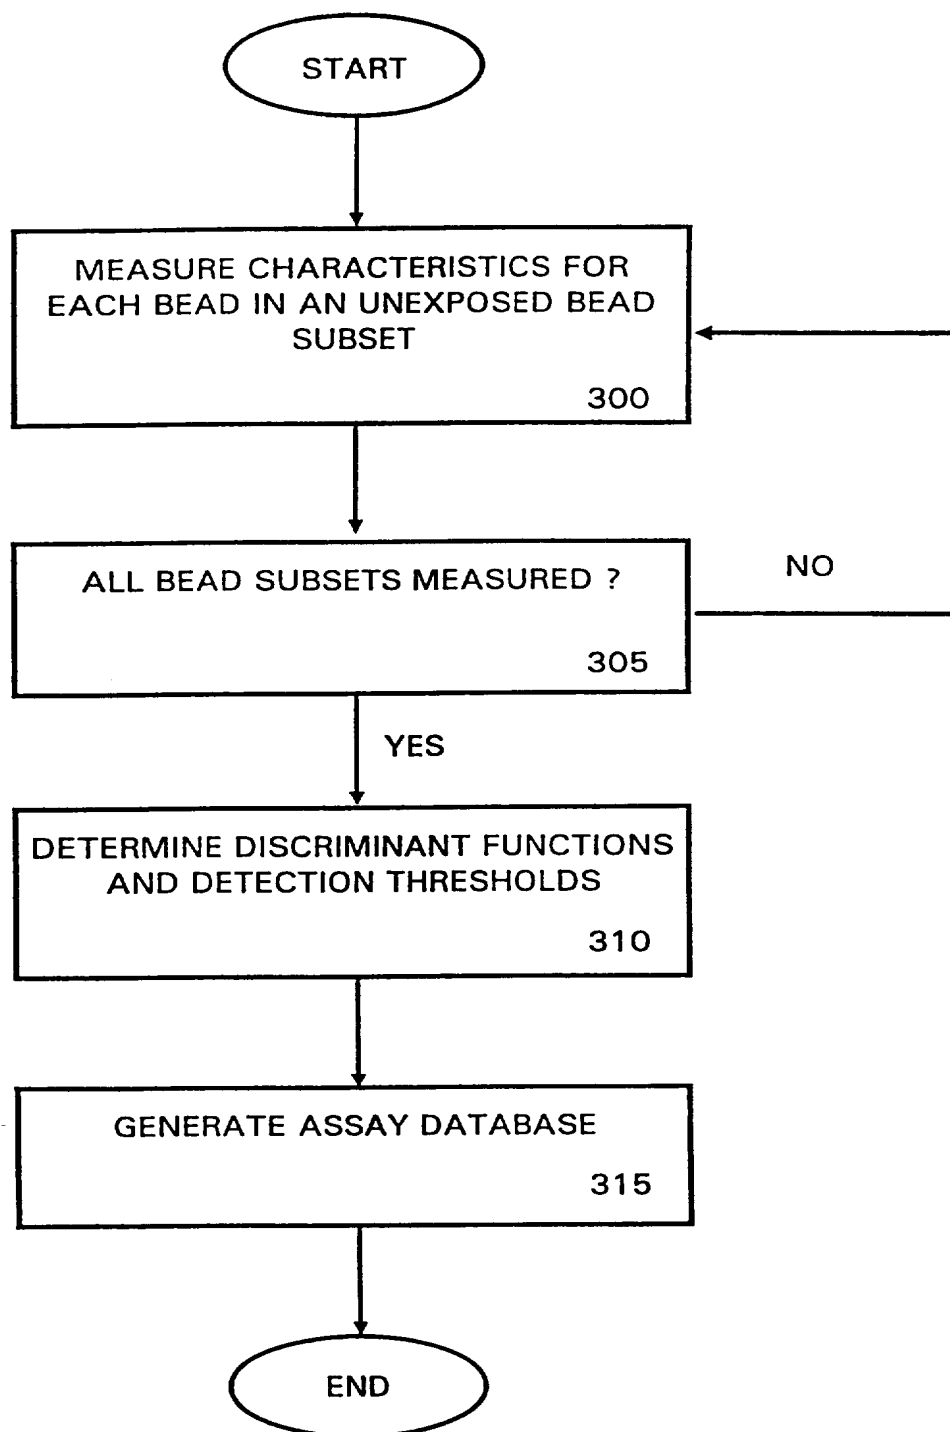 START
MEASURE CHARACTERISTICS FOR
EACH BEAD IN AN UNEXPOSED BEAD
SUBSET
300
ALL BEAD SUBSETS MEASURED ?
305
NO
YES
DETERMINE DISCRIMINANT FUNCTIONS
AND DETECTION THRESHOLDS
310
GENERATE ASSAY DATABASE
315
END